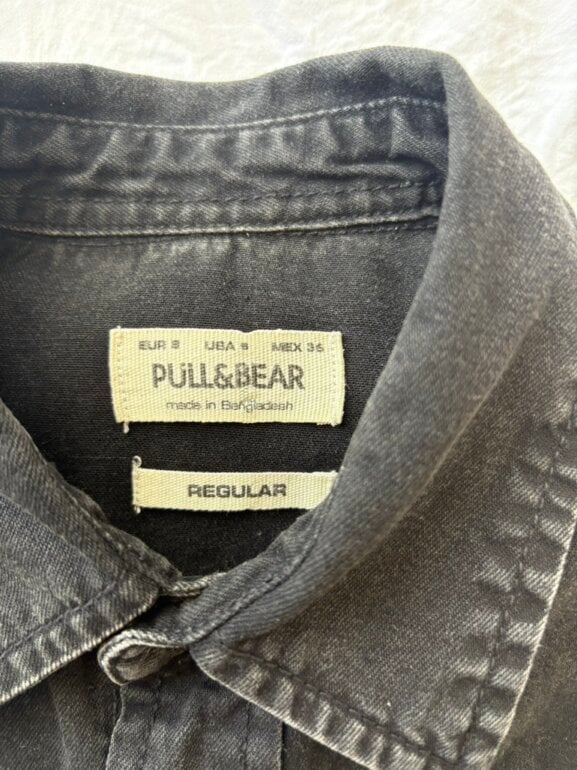 EUR S USA S MEX 36
PULL&BEAR
made in Bangladesh
REGULAR